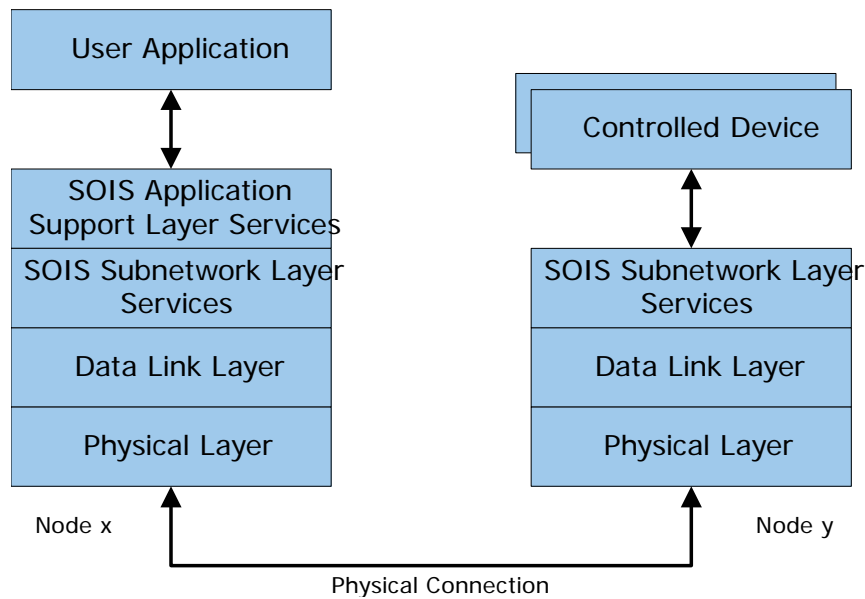 User Application
Controlled Device
SOIS Application
Support Layer Services
SOIS Subnetwork Layer
Services
Data Link Layer
Physical Layer
SOIS Subnetwork Layer
Services
Data Link Layer
Physical Layer
Node x
Node y
Physical Connection